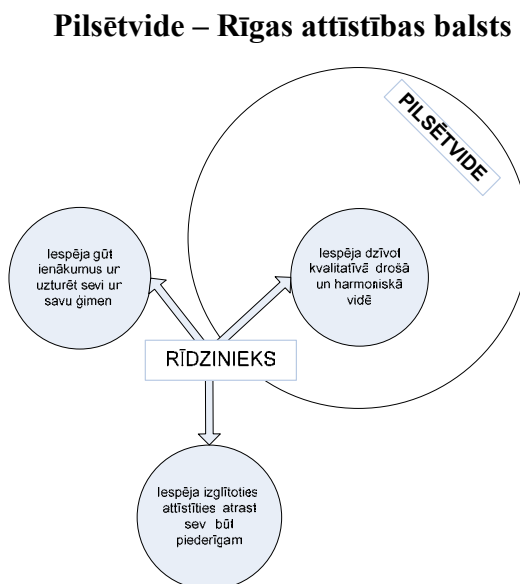 Pilsētvide – Rīgas attīstības balsts
PILSĒTVIDE
Iespēja gūt
ienākumus un
uzturēt sevi un
savu ģimen
Iespēja dzīvot
kvalitatīvā drošā
un harmoniskā
vidē
RĪDZINIEKS
Iespēja izglītoties
attīstīties atrast
sev būt
piederīgam